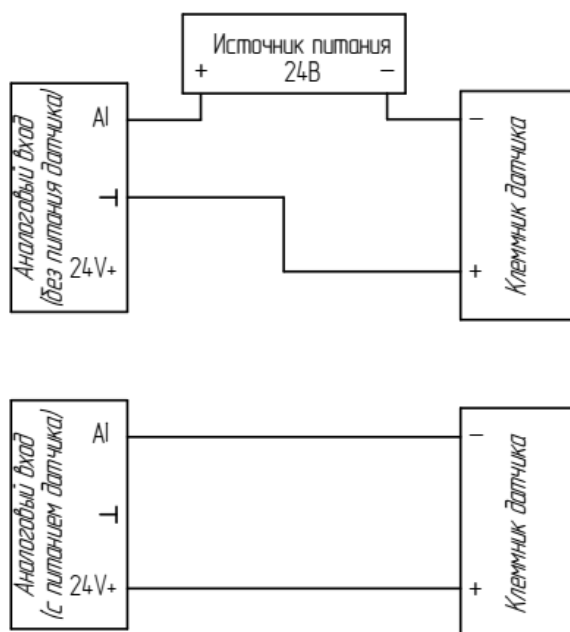 Источник питания
+ 24В −
Аналоговый вход
(без питания датчика)
AI
⊥
24V+
−
+
Клеммник датчика
Аналоговый вход
(с питанием датчика)
AI
⊥
24V+
−
+
Клеммник датчика